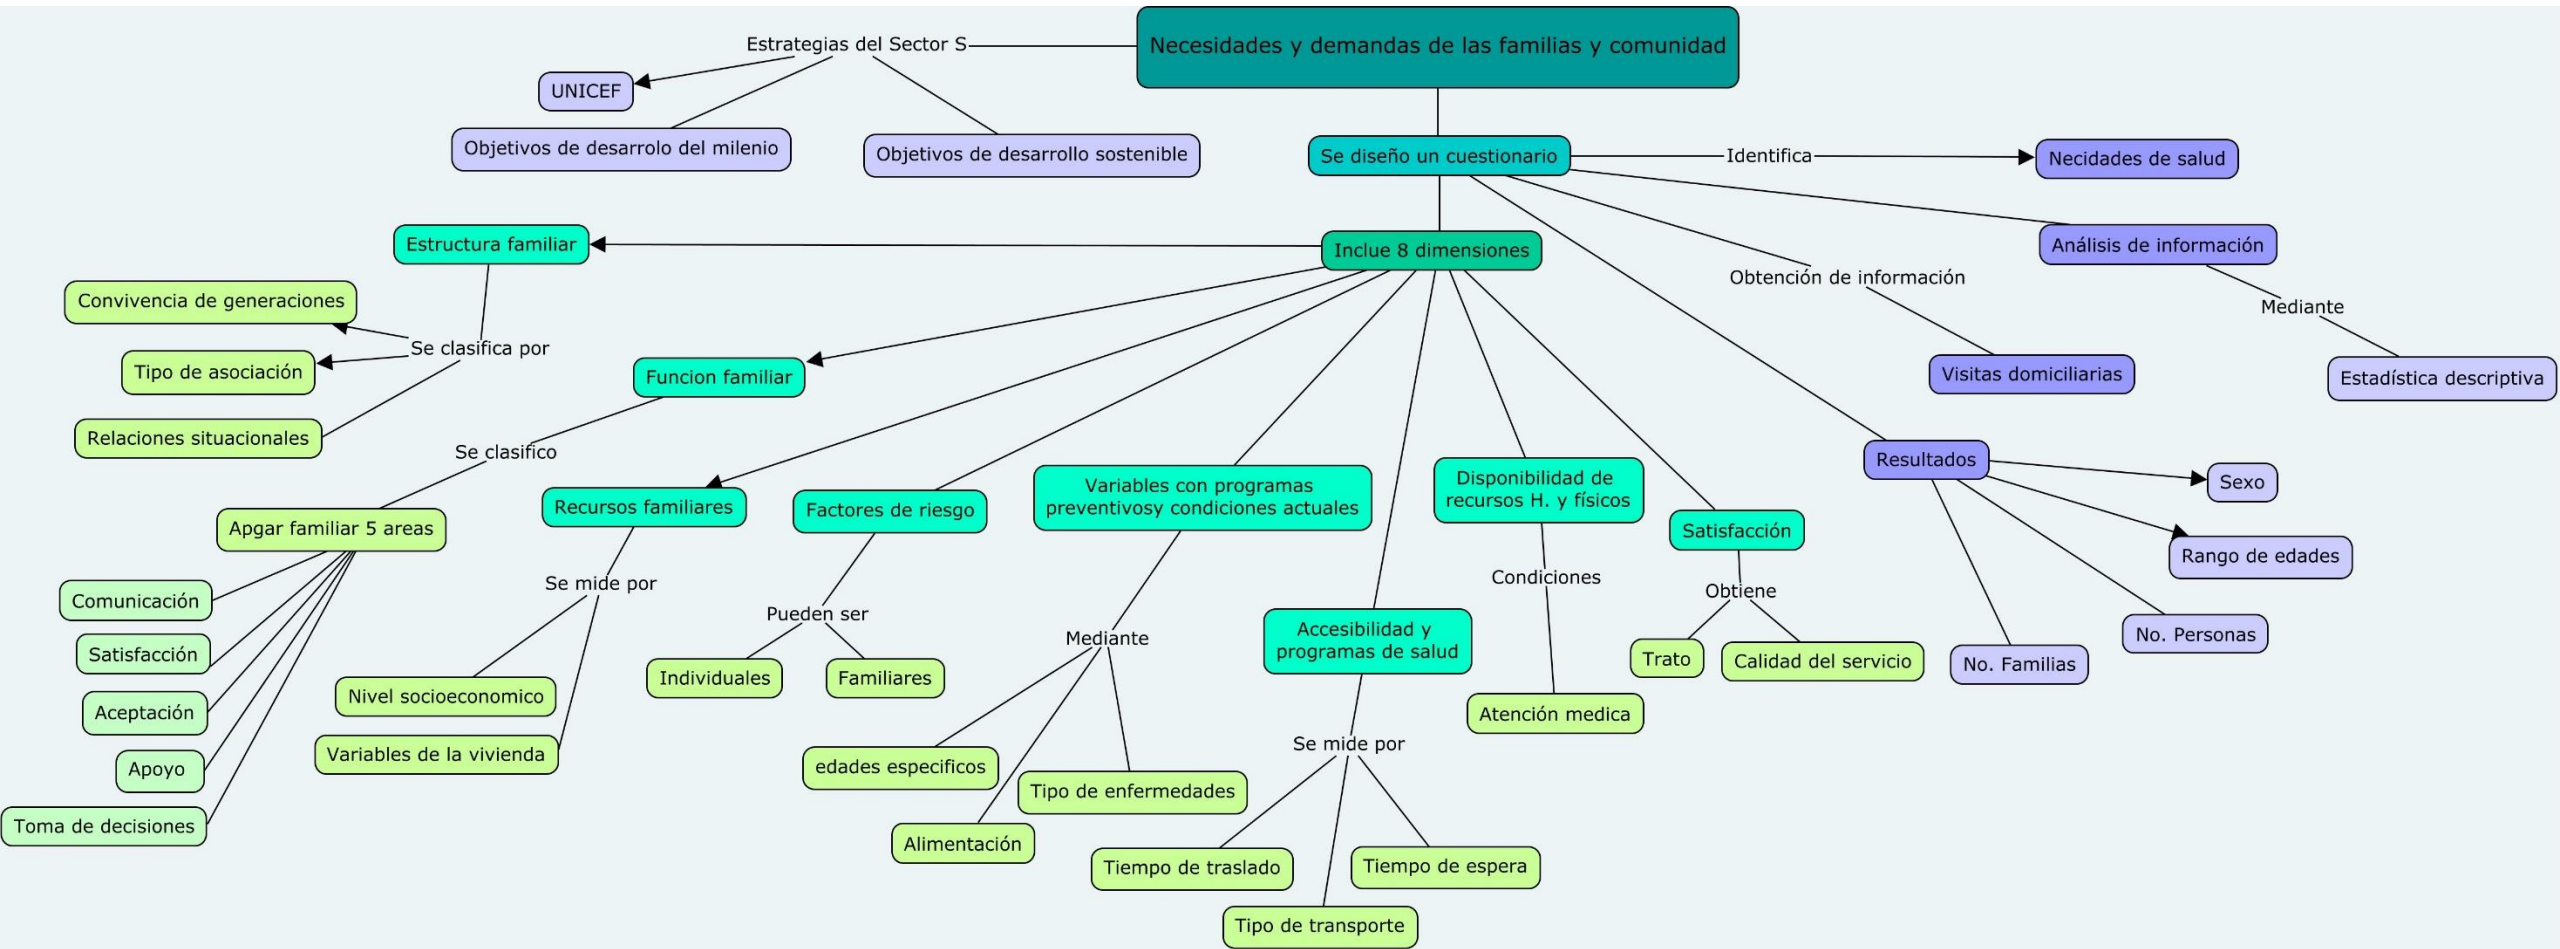 Necesidades y demandas de las familias y comunidad
Estrategias del Sector S
UNICEF
Objetivos de desarrolo del milenio
Objetivos de desarrollo sostenible
Se diseño un cuestionario
Identifica
Necidades de salud
Estructura familiar
Inclue 8 dimensiones
Análisis de información
Obtención de información
Convivencia de generaciones
Mediante
Se clasifica por
Tipo de asociación
Funcion familiar
Visitas domiciliarias
Estadística descriptiva
Relaciones situacionales
Se clasifico
Resultados
Sexo
Recursos familiares
Factores de riesgo
Variables con programas
preventivosy condiciones actuales
Disponibilidad de
recursos H. y físicos
Satisfacción
Apgar familiar 5 areas
Rango de edades
Se mide por
Condiciones
Obtiene
Comunicación
Pueden ser
Mediante
Accesibilidad y
programas de salud
No. Personas
Satisfacción
Trato
Calidad del servicio
No. Familias
Individuales
Familiares
Nivel socioeconomico
Aceptación
Atención medica
Se mide por
Variables de la vivienda
Apoyo
edades especificos
Tipo de enfermedades
Toma de decisiones
Alimentación
Tiempo de traslado
Tiempo de espera
Tipo de transporte